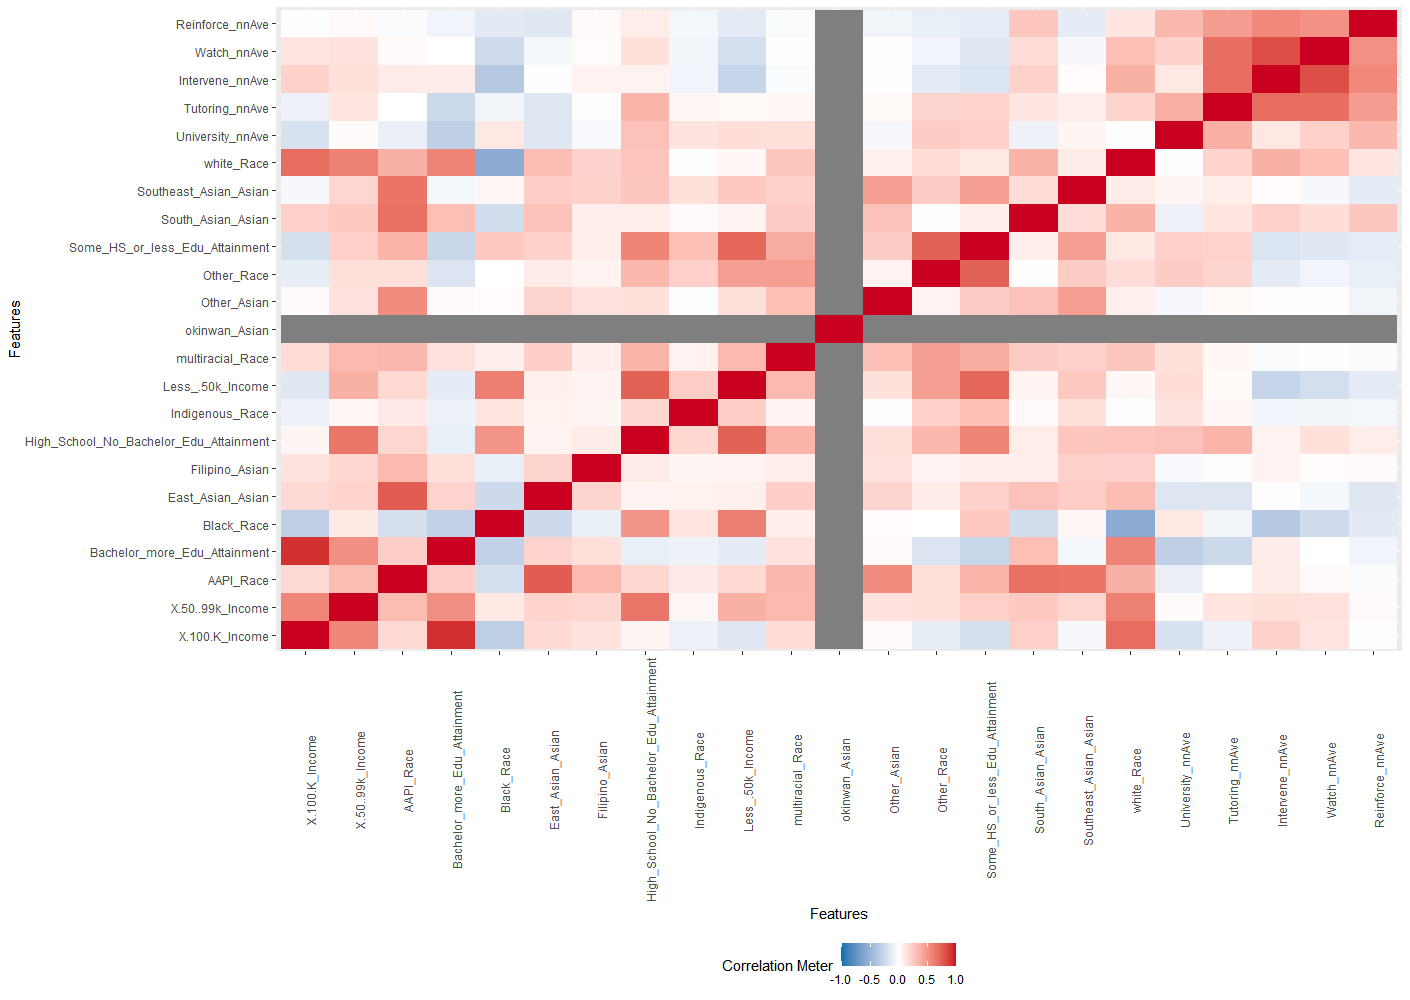 Reinforce_nnAve
Watch_nnAve
Intervene_nnAve
Tutoring_nnAve
University_nnAve
white_Race
Southeast_Asian_Asian
South_Asian_Asian
Some_HS_or_less_Edu_Attainment
Other_Race
Other_Asian
okinwan_Asian
multiracial_Race
Less_.50k_Income
Indigenous_Race
High_School_No_Bachelor_Edu_Attainment
Filipino_Asian
East_Asian_Asian
Black_Race
Bachelor_more_Edu_Attainment
AAPI_Race
X.50..99k_Income
X.100.K_Income
Features
X.100.K_Income
X.50..99k_Income
AAPI_Race
Bachelor_more_Edu_Attainment
Black_Race
East_Asian_Asian
Filipino_Asian
High_School_No_Bachelor_Edu_Attainment
Indigenous_Race
Less_.50k_Income
multiracial_Race
okinwan_Asian
Other_Asian
Other_Race
Some_HS_or_less_Edu_Attainment
South_Asian_Asian
Southeast_Asian_Asian
white_Race
University_nnAve
Tutoring_nnAve
Intervene_nnAve
Watch_nnAve
Reinforce_nnAve
Features
Correlation Meter
-1.0 -0.5 0.0 0.5 1.0